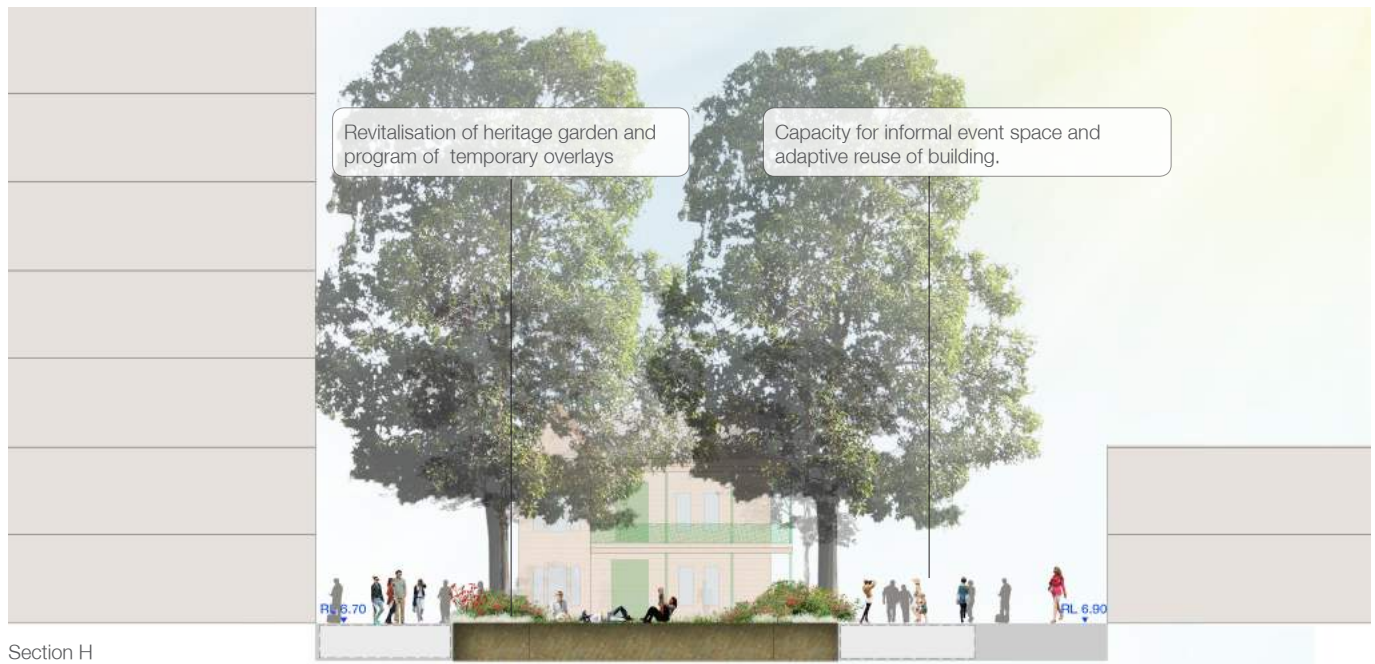 Revitalisation of heritage garden and
program of temporary overlays
Capacity for informal event space and
adaptive reuse of building.
RL 6.70
RL 6.90
Section H